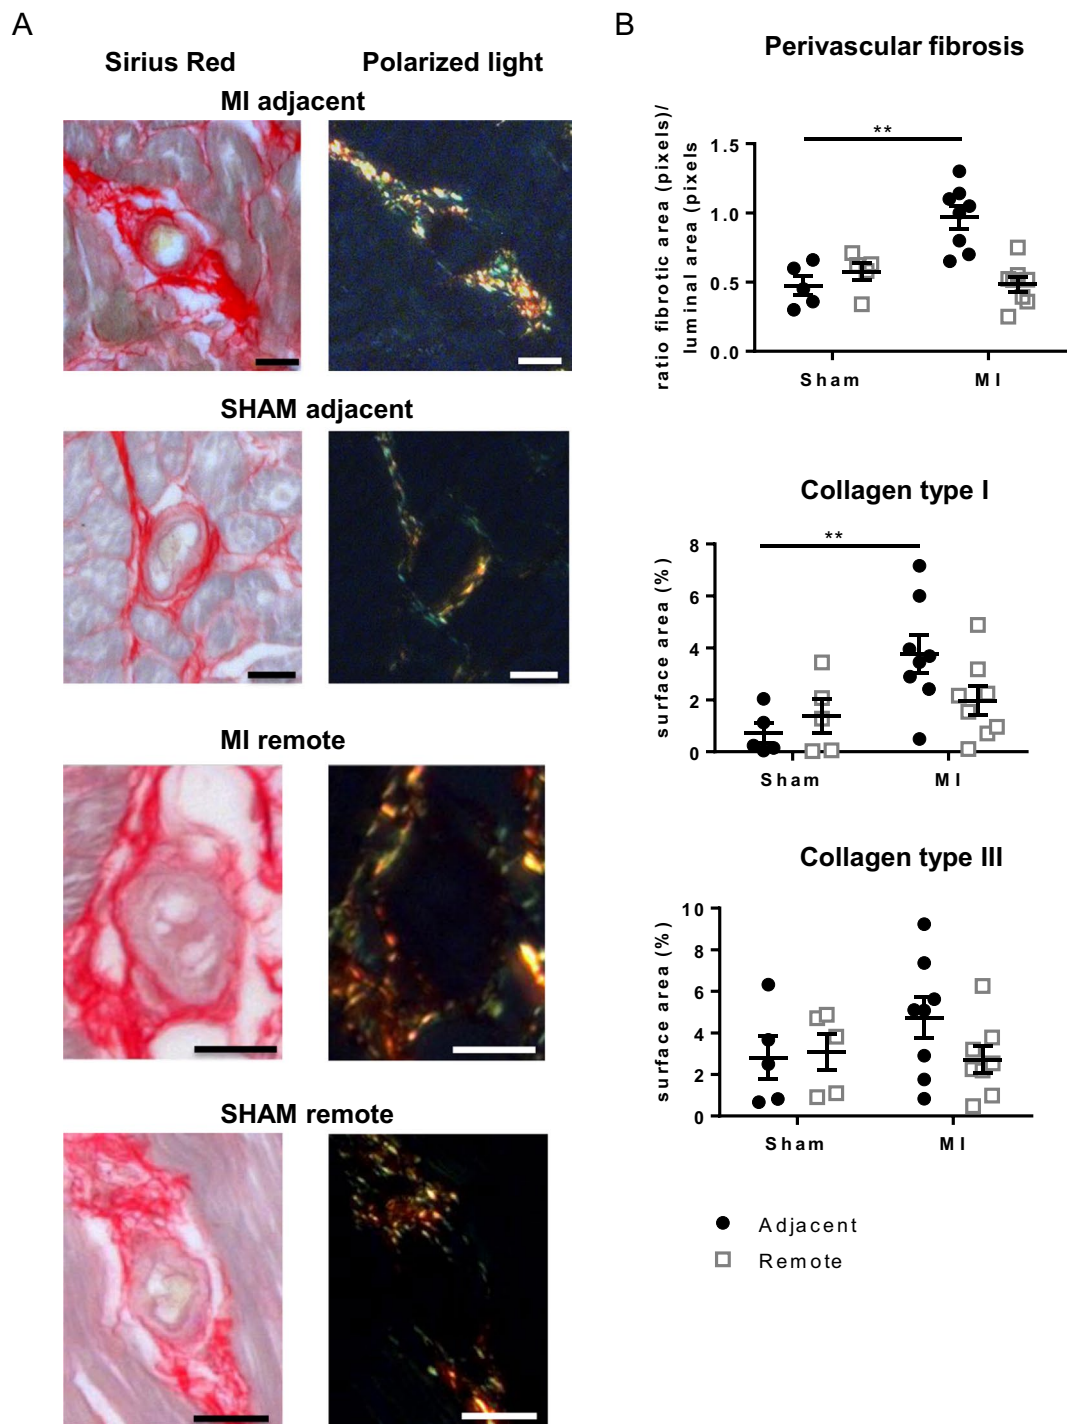 A
Sirius Red
Polarized light
MI adjacent
SHAM adjacent
MI remote
SHAM remote
B
Perivascular fibrosis
ratio fibrotic area (pixels)/
luminal area (pixels
1.5
1.0
0.5
0.0
**
Sham
MI
Collagen type I
surface area (%)
8
6
4
2
0
**
Sham
MI
Collagen type III
surface area (%)
10
8
6
4
2
0
Sham
MI
Adjacent
Remote